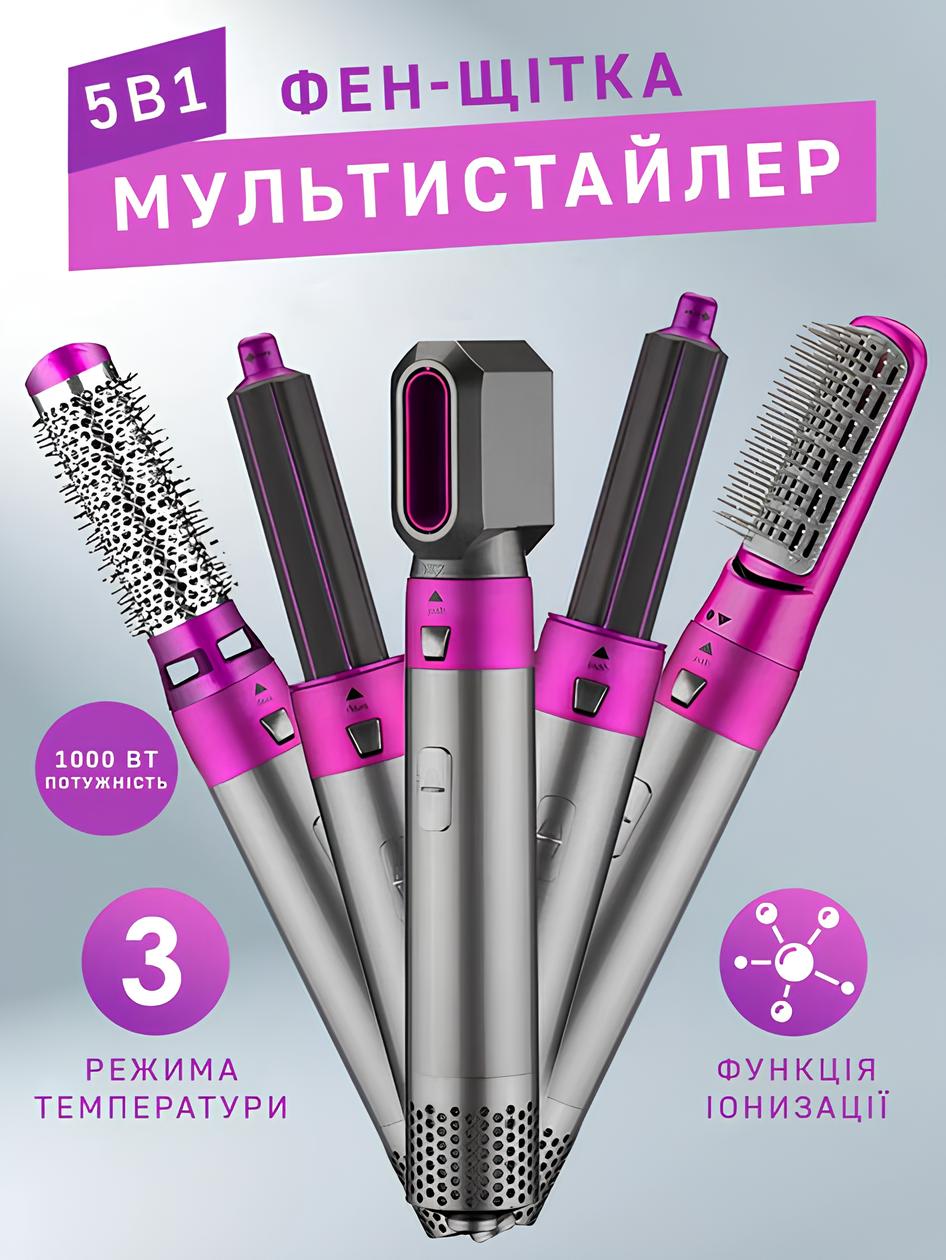 5В1
ФЕН-ЩІТКА
МУЛЬТИСТАЙЛЕР
1000 ВТ
ПОТУЖНІСТЬ
3
РЕЖИМА
ТЕМПЕРАТУРИ
ФУНКЦІЯ
ІОНИЗАЦІЇ